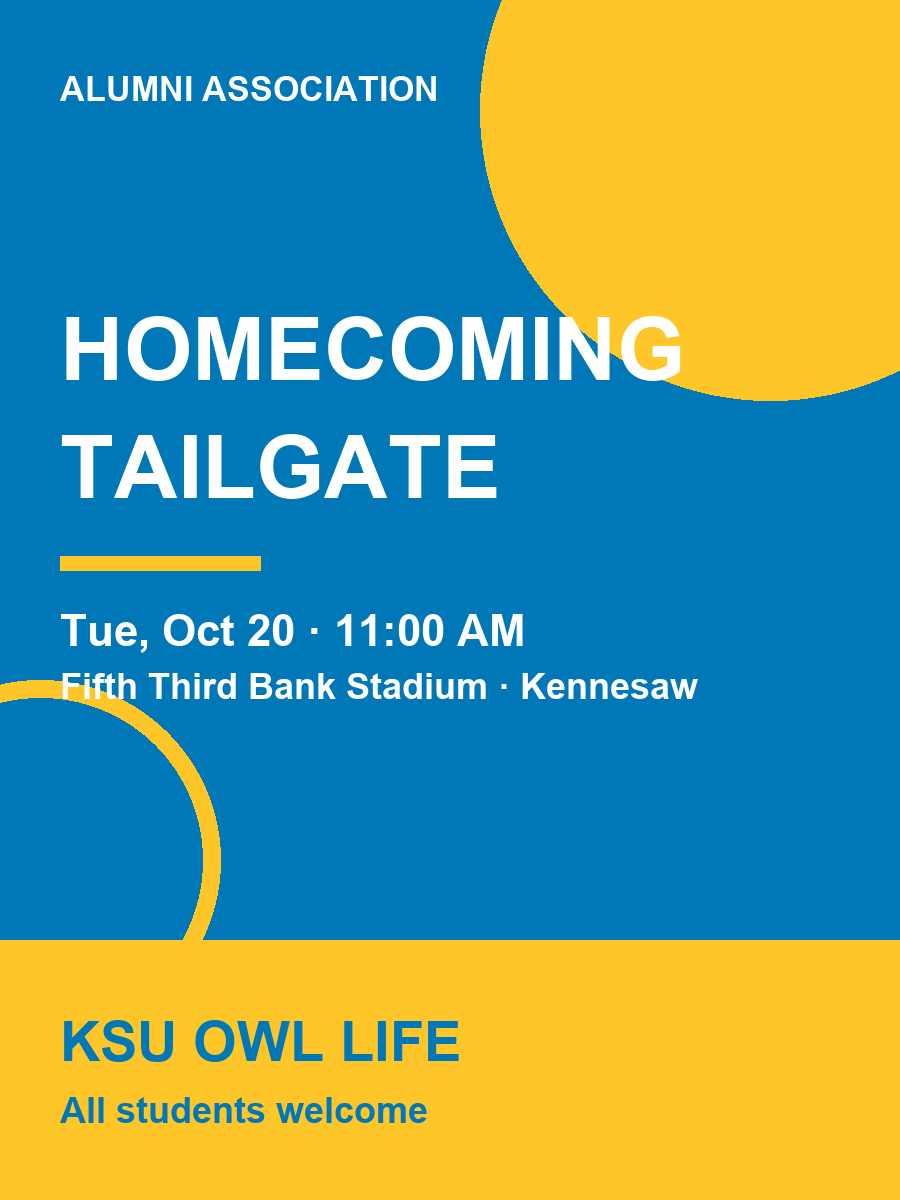 ALUMNI ASSOCIATION
HOMECOMING
TAILGATE
Tue, Oct 20 · 11:00 AM
Fifth Third Bank Stadium · Kennesaw
KSU OWL LIFE
All students welcome